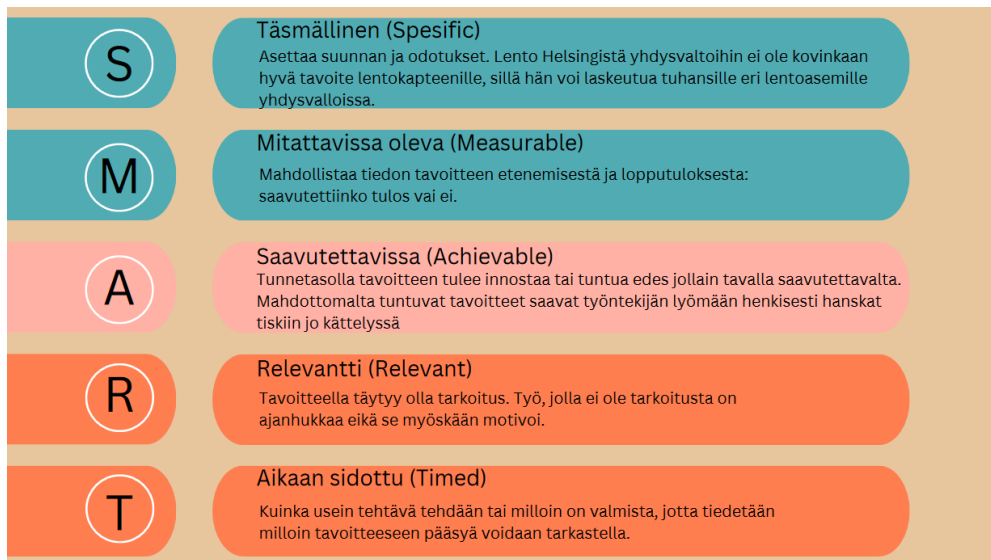 S
Täsmällinen (Spesific)
Asettaa suunnan ja odotukset. Lento Helsingistä yhdysvaltoihin ei ole kovinkaan
hyvä tavoite lentokapteenille, sillä hän voi laskeutua tuhansille eri lentoasemille
yhdysvalloissa.
M
Mitattavissa oleva (Measurable)
Mahdollistaa tiedon tavoitteen etenemisestä ja lopputuloksesta:
saavutettiinko tulos vai ei.
A
Saavutettavissa (Achievable)
Tunnetasolla tavoitteen tulee innostaa tai tuntua edes jollain tavalla saavutettavalta.
Mahdottomalta tuntuvat tavoitteet saavat työntekijän lyömään henkisesti hanskat
tiskiin jo kättelyssä
R
Relevantti (Relevant)
Tavoitteella täytyy olla tarkoitus. Työ, jolla ei ole tarkoitusta on
ajanhukkaa eikä se myöskään motivoi.
T
Aikaan sidottu (Timed)
Kuinka usein tehtävä tehdään tai milloin on valmista, jotta tiedetään
milloin tavoitteeseen pääsyä voidaan tarkastella.